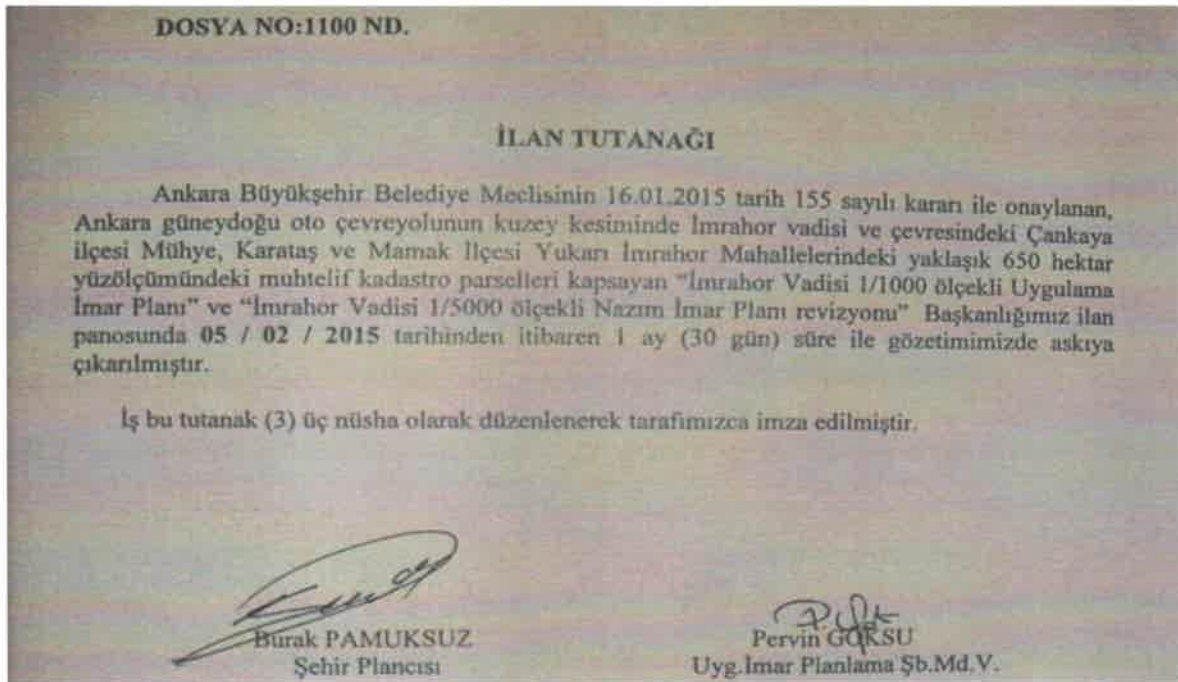 DOSYA NO:1100 ND.
İLAN TUTANAĞI
Ankara Büyükşehir Belediye Meclisinin 16.01.2015 tarih 155 sayılı kararı ile onaylanan,
Ankara güneydoğu oto çevreyolunun kuzey kesiminde İmrahor vadisi ve çevresindeki Çankaya
ilçesi Mühye, Karataş ve Mamak İlçesi Yukarı İmrahor Mahallelerindeki yaklaşık 650 hektar
yüzölçümündeki muhtelif kadastro parselleri kapsayan “İmrahor Vadisi 1/1000 ölçekli Uygulama
İmar Planı” ve “İmrahor Vadisi 1/5000 ölçekli Nazım İmar Planı revizyonu” Başkanlığımız ilan
panosunda 05 / 02 / 2015 tarihinden itibaren 1 ay (30 gün) süre ile gözetimimizde askıya
çıkarılmıştır.
İş bu tutanak (3) üç nüsha olarak düzenlenerek tarafımızca imza edilmiştir.
Burak PAMUKSUZ
Şehir Plancısı
Pervin GÖKSU
Uyg.İmar Planlama Şb.Md.V.